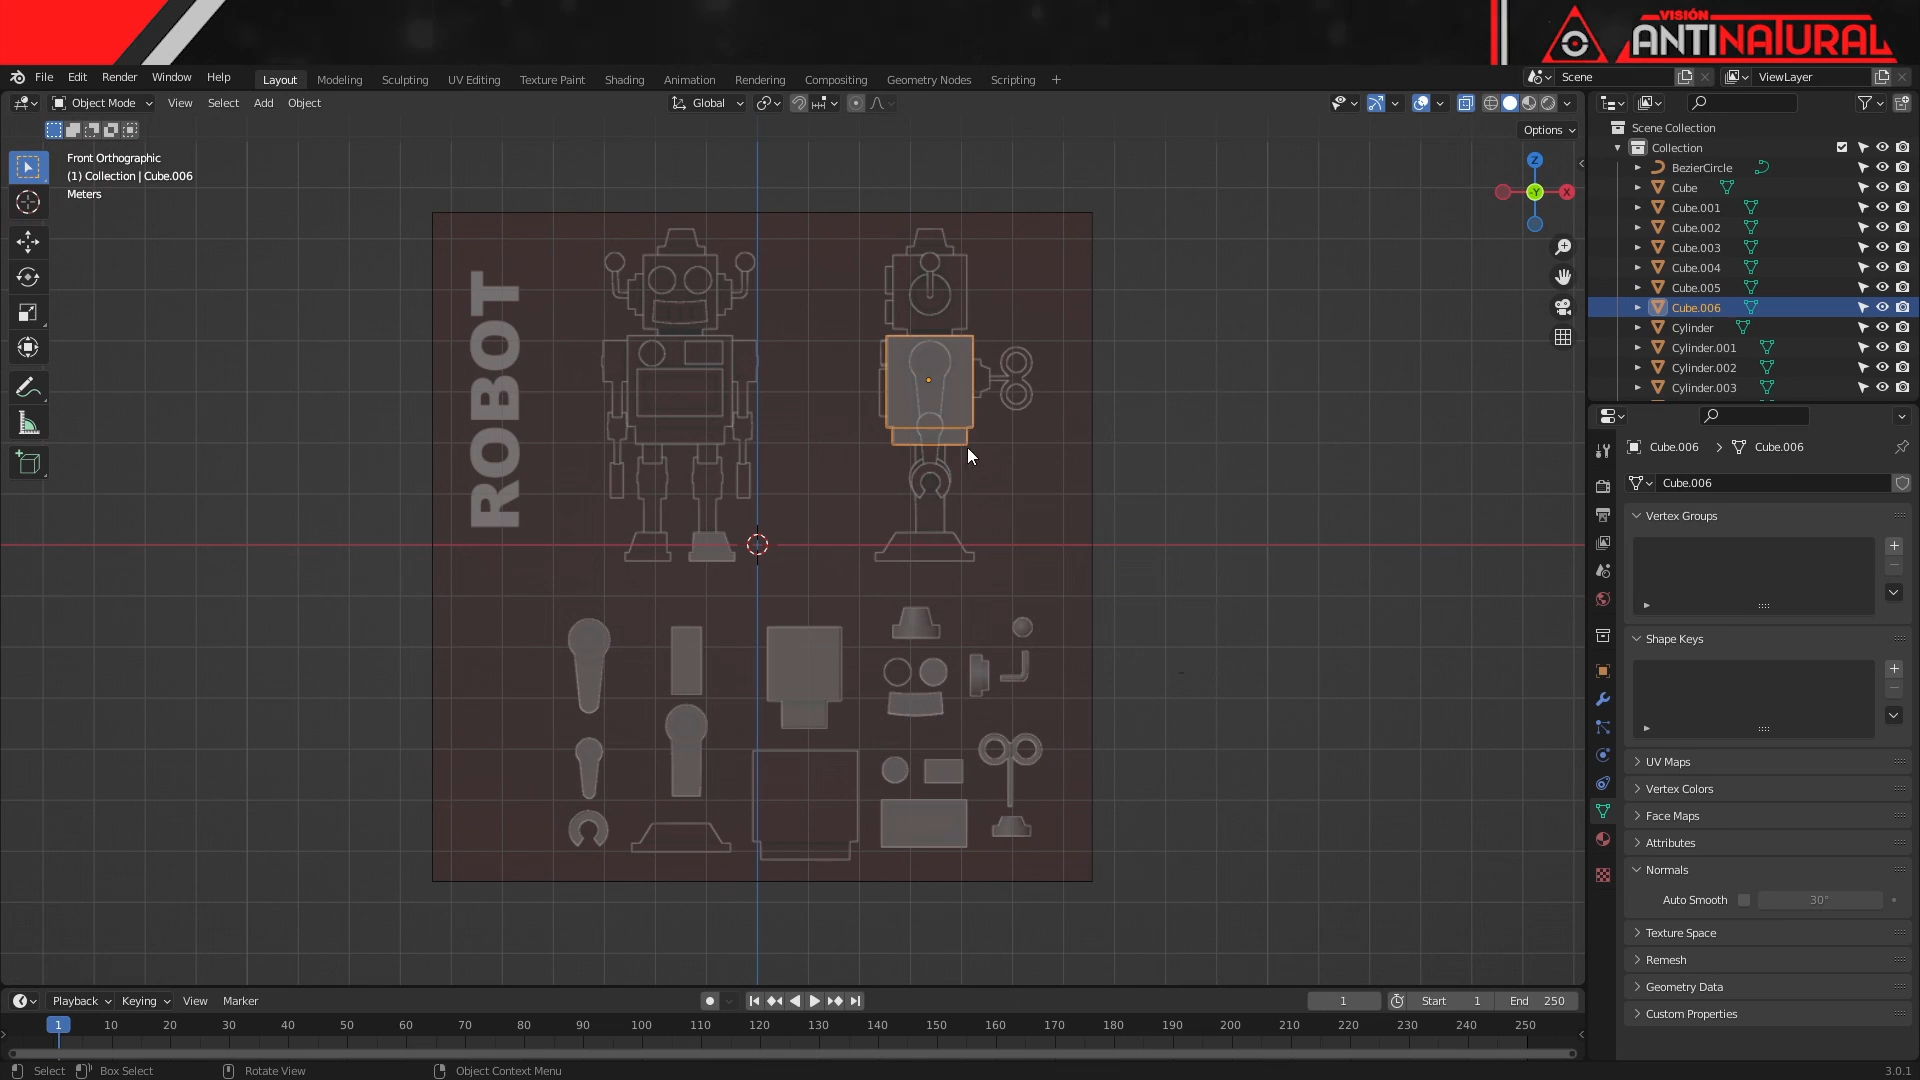 VISIÓN
ANTINATURAL
File Edit Render Window Help Layout Modeling Sculpting UV Editing Texture Paint Shading Animation Rendering Compositing Geometry Nodes Scripting + Scene ViewLayer
Object Mode View Select Add Object Global
Options
Front Orthographic
(1) Collection | Cube.006
Meters
Z
Y
X
ROBOT
Scene Collection
Collection
BezierCircle
Cube
Cube.001
Cube.002
Cube.003
Cube.004
Cube.005
Cube.006
Cylinder
Cylinder.001
Cylinder.002
Cylinder.003
Cube.006 > Cube.006
Cube.006
Vertex Groups
Shape Keys
UV Maps
Vertex Colors
Face Maps
Attributes
Normals
Auto Smooth 30°
Texture Space
Remesh
Geometry Data
Custom Properties
Playback Keying View Marker 1 Start 1 End 250
1 10 20 30 40 50 60 70 80 90 100 110 120 130 140 150 160 170 180 190 200 210 220 230 240 250
Select Box Select Rotate View Object Context Menu 3.0.1